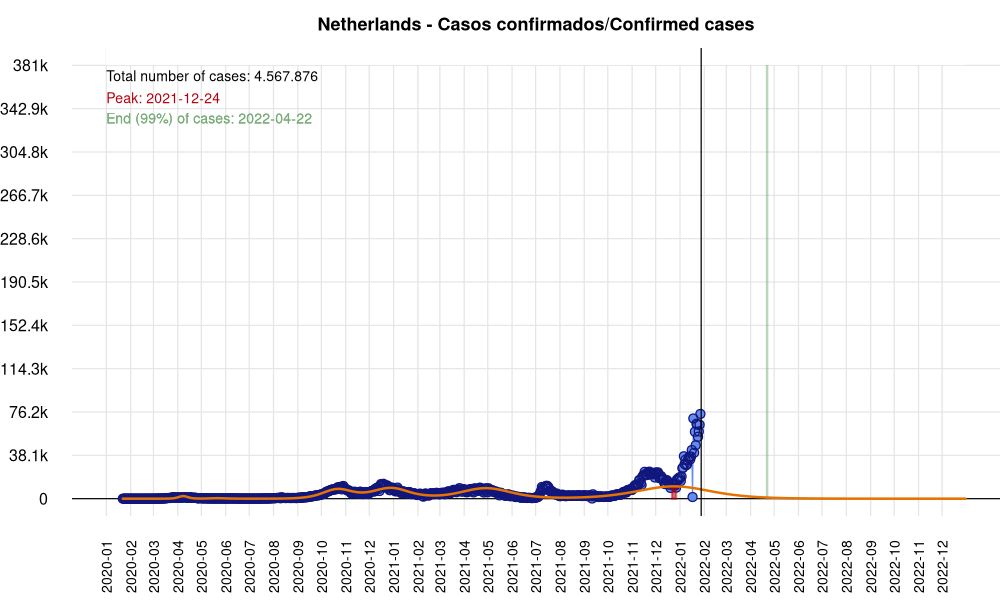 Netherlands - Casos confirmados/Confirmed cases
381k
342.9k
304.8k
266.7k
228.6k
190.5k
152.4k
114.3k
76.2k
38.1k
0
Total number of cases: 4.567.876
Peak: 2021-12-24
End (99%) of cases: 2022-04-22
2020-01
2020-02
2020-03
2020-04
2020-05
2020-06
2020-07
2020-08
2020-09
2020-10
2020-11
2020-12
2021-01
2021-02
2021-03
2021-04
2021-05
2021-06
2021-07
2021-08
2021-09
2021-10
2021-11
2021-12
2022-01
2022-02
2022-03
2022-04
2022-05
2022-06
2022-07
2022-08
2022-09
2022-10
2022-11
2022-12